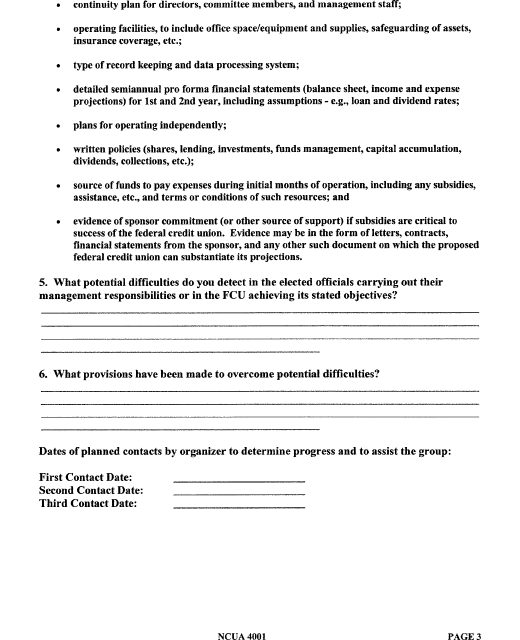 • continuity plan for directors, committee members, and management staff;
• operating facilities, to include office space/equipment and supplies, safeguarding of assets,
insurance coverage, etc.;
• type of record keeping and data processing system;
• detailed semiannual pro forma financial statements (balance sheet, income and expense
projections) for 1st and 2nd year, including assumptions - e.g., loan and dividend rates;
• plans for operating independently;
• written policies (shares, lending, investments, funds management, capital accumulation,
dividends, collections, etc.);
• source of funds to pay expenses during initial months of operation, including any subsidies,
assistance, etc., and terms or conditions of such resources; and
• evidence of sponsor commitment (or other source of support) if subsidies are critical to
success of the federal credit union. Evidence may be in the form of letters, contracts,
financial statements from the sponsor, and any other such document on which the proposed
federal credit union can substantiate its projections.
5. What potential difficulties do you detect in the elected officials carrying out their
management responsibilities or in the FCU achieving its stated objectives?
6. What provisions have been made to overcome potential difficulties?
Dates of planned contacts by organizer to determine progress and to assist the group:
First Contact Date:
Second Contact Date:
Third Contact Date:
NCUA 4001 PAGE 3